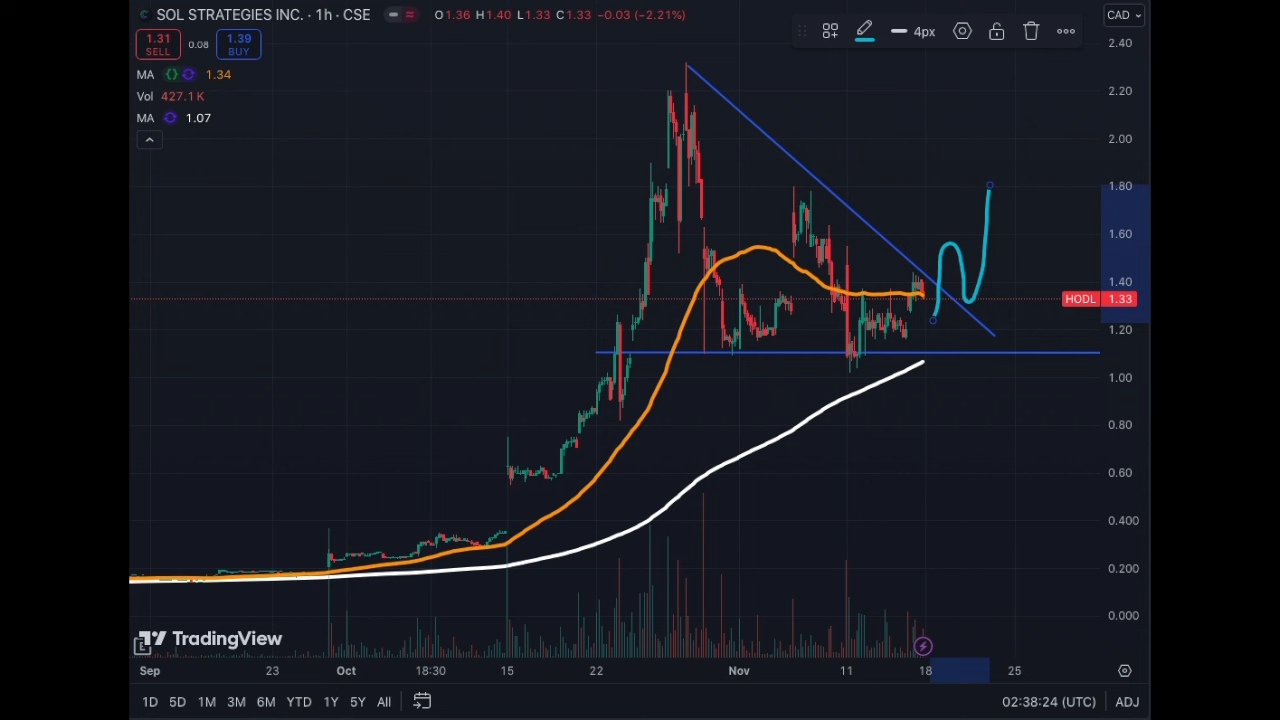 SOL STRATEGIES INC. · 1h · CSE
O1.36 H1.40 L1.33 C1.33 −0.03 (−2.21%)
4px
CAD
1.31
SELL
0.08
1.39
BUY
MA 1.34
Vol 427.1 K
MA 1.07
2.40
2.20
2.00
1.80
1.60
1.40
HODL 1.33
1.20
1.00
0.80
0.60
0.400
0.200
0.000
TradingView
Sep 23 Oct 18:30 15 22 Nov 11 18 25
1D 5D 1M 3M 6M YTD 1Y 5Y All
02:38:24 (UTC) ADJ